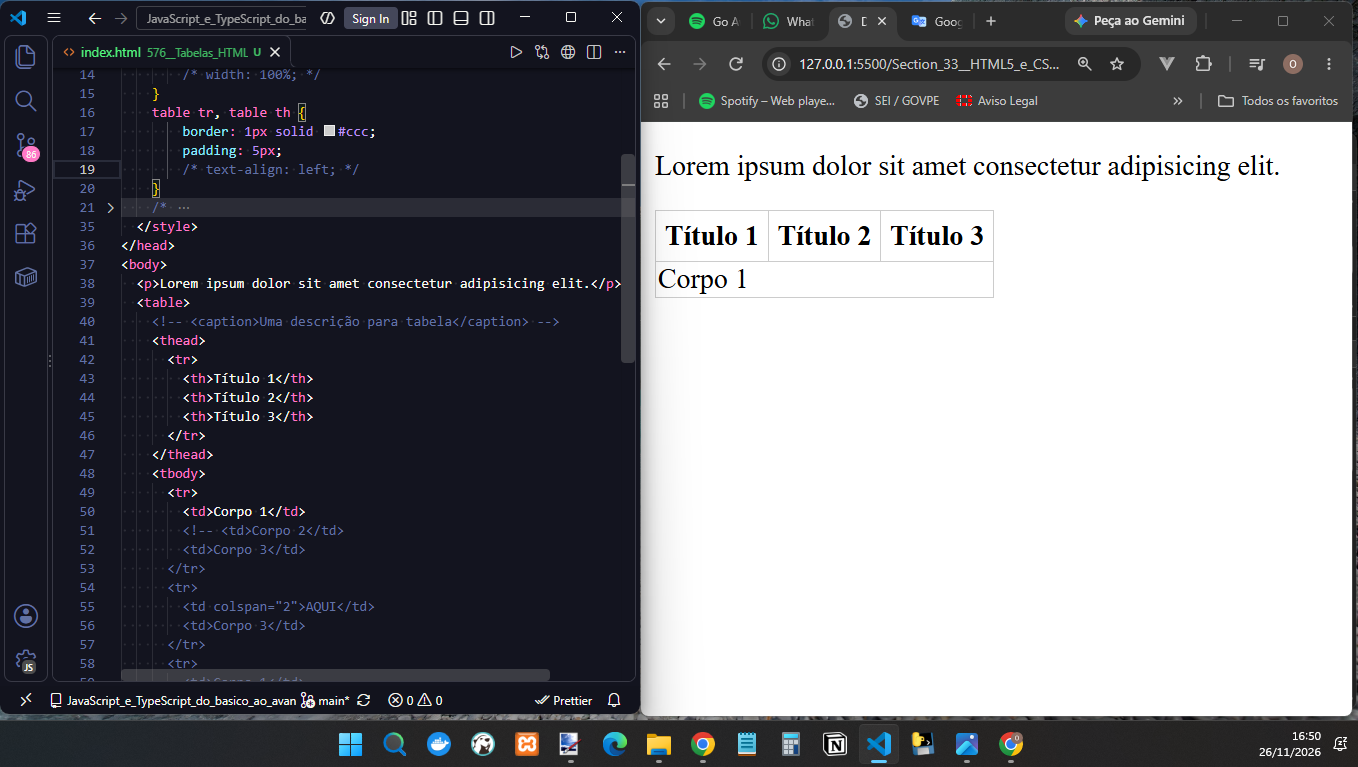 JavaScript_e_TypeScript_do_ba
Sign In
index.html 576__Tabelas_HTML U
14 /* width: 100%; */
15 }
16 table tr, table th {
17 border: 1px solid #ccc;
18 padding: 5px;
19 /* text-align: left; */
20 }
21 /* ···
35 </style>
36 </head>
37 <body>
38 <p>Lorem ipsum dolor sit amet consectetur adipisicing elit.</p>
39 <table>
40 <!-- <caption>Uma descrição para tabela</caption> -->
41 <thead>
42 <tr>
43 <th>Título 1</th>
44 <th>Título 2</th>
45 <th>Título 3</th>
46 </tr>
47 </thead>
48 <tbody>
49 <tr>
50 <td>Corpo 1</td>
51 <!-- <td>Corpo 2</td>
52 <td>Corpo 3</td>
53 </tr>
54 <tr>
55 <td colspan="2">AQUI</td>
56 <td>Corpo 3</td>
57 </tr>
58 <tr>
86
JS
JavaScript_e_TypeScript_do_basico_ao_avan main* 0 0 Prettier
Go A What D Goo Peça ao Gemini
127.0.0.1:5500/Section_33__HTML5_e_CS...
O
Spotify – Web playe... SEI / GOVPE Aviso Legal » Todos os favoritos
Lorem ipsum dolor sit amet consectetur adipisicing elit.
Título 1 Título 2 Título 3
Corpo 1
16:50
26/11/2026